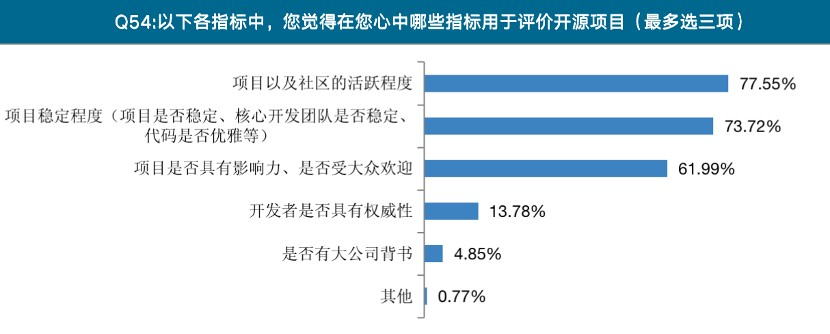 Q54:以下各指标中，您觉得在您心中哪些指标用于评价开源项目（最多选三项）
项目以及社区的活跃程度
77.55%
项目稳定程度（项目是否稳定、核心开发团队是否稳定、
代码是否优雅等）
73.72%
项目是否具有影响力、是否受大众欢迎
61.99%
开发者是否具有权威性
13.78%
是否有大公司背书
4.85%
其他
0.77%